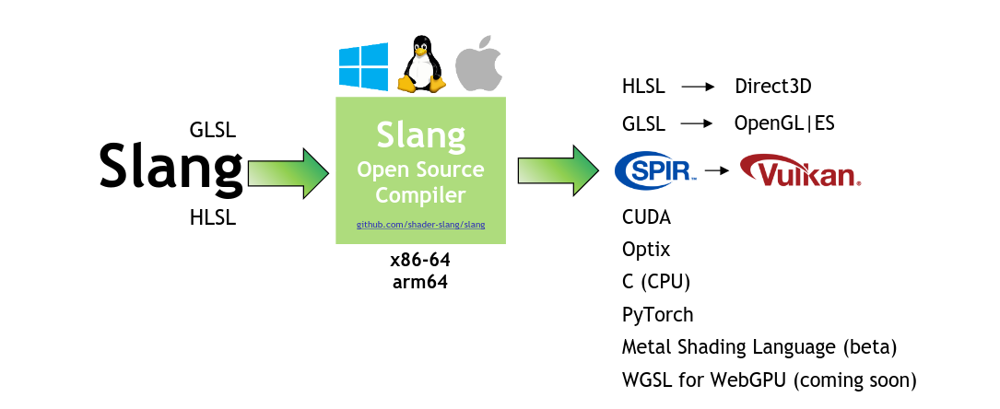 GLSL
Slang
HLSL
Slang
Open Source
Compiler
github.com/shader-slang/slang
x86-64
arm64
HLSL → Direct3D
GLSL → OpenGL|ES
SPIR™ → Vulkan®
CUDA
Optix
C (CPU)
PyTorch
Metal Shading Language (beta)
WGSL for WebGPU (coming soon)